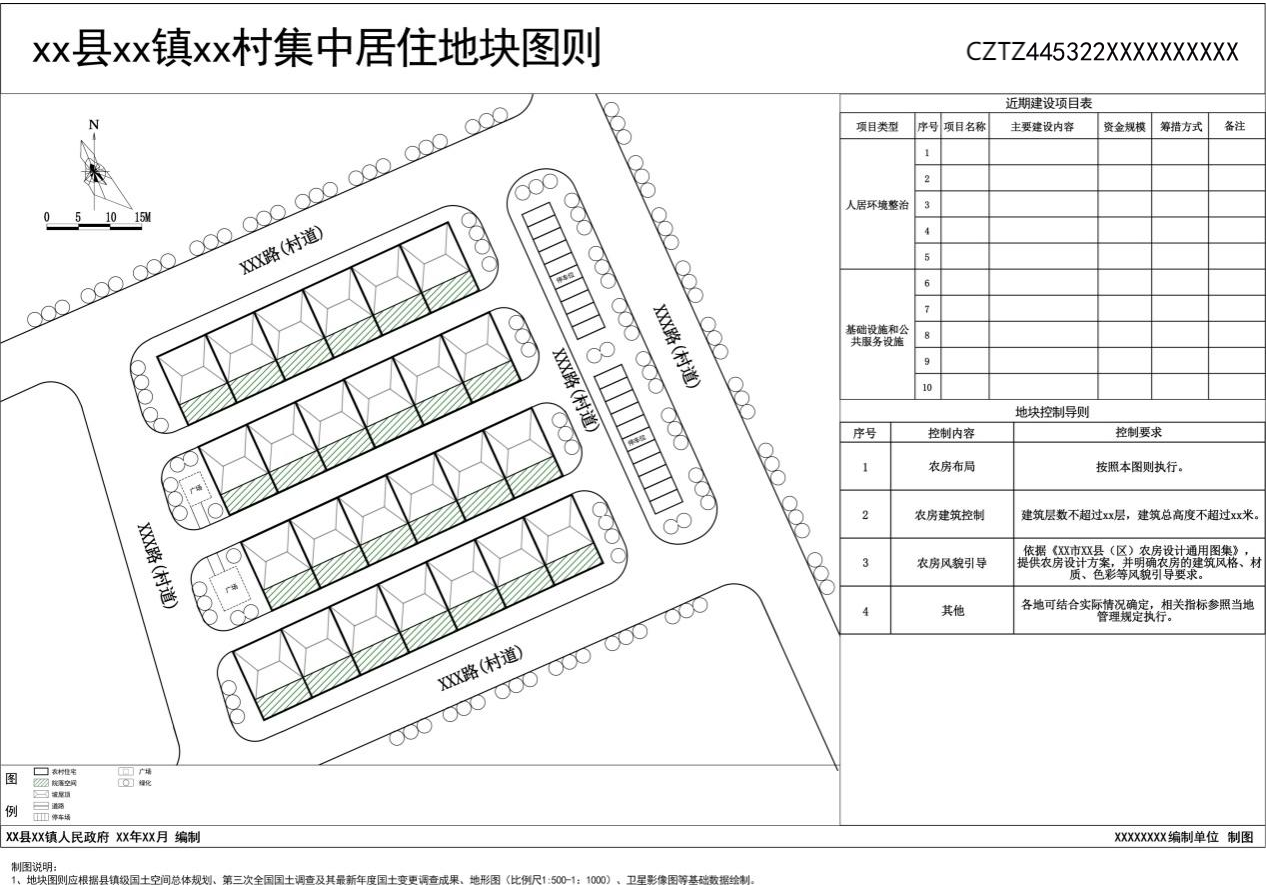 xx县xx镇xx村集中居住地块图则
CZTZ445322XXXXXXXXXX
N
0 5 10 15M
XXX路(村道)
停车位
XXX路(村道)
XXX路(村道)
停车位
广场
XXX路(村道)
广场
XXX路(村道)
近期建设项目表
项目类型 序号 项目名称 主要建设内容 资金规模 筹措方式 备注
人居环境整治
1
2
3
4
5
基础设施和公
共服务设施
6
7
8
9
10
地块控制导则
序号 控制内容 控制要求
1 农房布局 按照本图则执行。
2 农房建筑控制 建筑层数不超过xx层，建筑总高度不超过xx米。
3 农房风貌引导 依据《XX市XX县（区）农房设计通用图集》，
提供农房设计方案，并明确农房的建筑风格、材
质、色彩等风貌引导要求。
4 其他 各地可结合实际情况确定，相关指标参照当地
管理规定执行。
图例
农村住宅 广场
院落空间 绿化
坡屋顶
道路
停车场
XX县XX镇人民政府 XX年XX月 编制
XXXXXXXX编制单位 制图
制图说明：
1、地块图则应根据县镇级国土空间总体规划、第三次全国国土调查及其最新年度国土变更调查成果、地形图（比例尺1:500-1：1000）、卫星影像图等基础数据绘制。